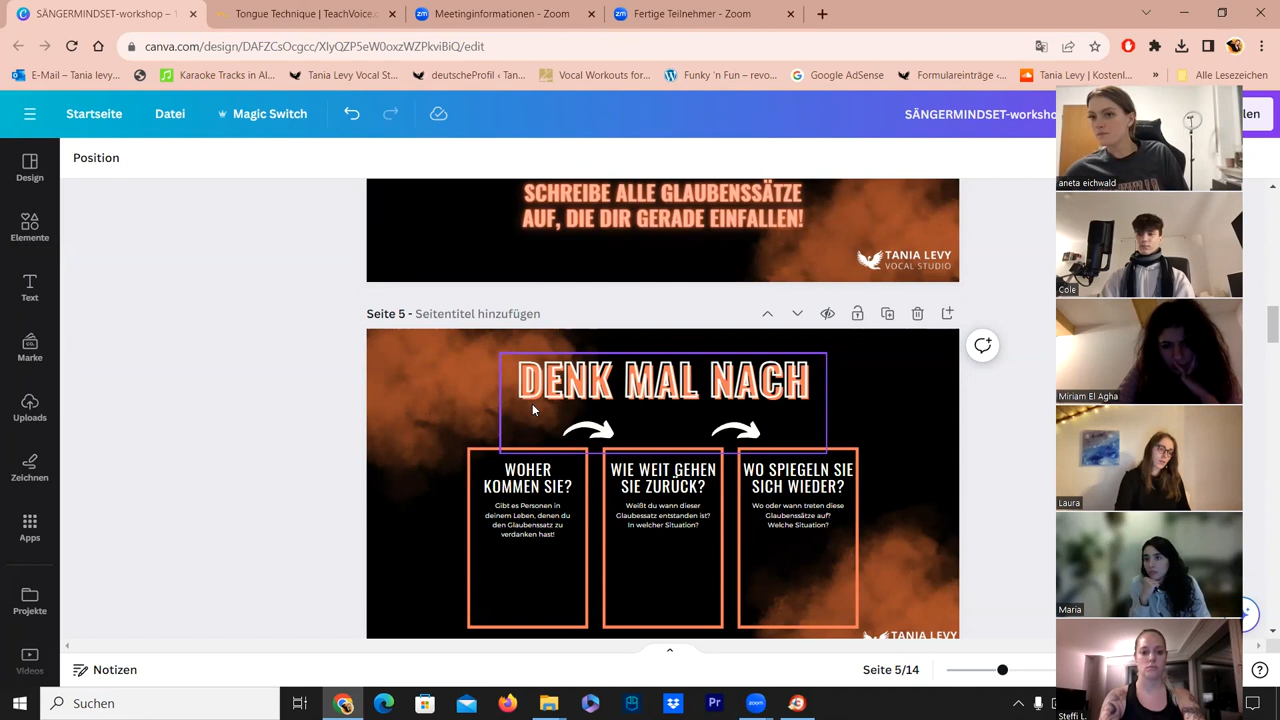 SÄNGERMINDSET-workshop -
Tongue Technique | TeachVoice.
Meetinginformationen - Zoom
Fertige Teilnehmer - Zoom
canva.com/design/DAFZCsOcgcc/XlyQZP5eW0oxzWZPkviBiQ/edit
E-Mail – Tania levy...
Karaoke Tracks in Al...
Tania Levy Vocal St...
deutscheProfil ‹ Tan...
Vocal Workouts for...
Funky 'n Fun – revo...
Google AdSense
Formulareinträge ‹...
Tania Levy | Kostenl...
»
Alle Lesezeichen
Startseite
Datei
Magic Switch
SÄNGERMINDSET-worksho
len
Position
Design
Elemente
Text
Marke
Uploads
Zeichnen
Apps
Projekte
Videos
SCHREIBE ALLE GLAUBENSSÄTZE
AUF, DIE DIR GERADE EINFALLEN!
TANIA LEVY
VOCAL STUDIO
Seite 5 - Seitentitel hinzufügen
DENK MAL NACH
WOHER
KOMMEN SIE?
Gibt es Personen in
deinem Leben, denen du
den Glaubenssatz zu
verdanken hast!
WIE WEIT GEHEN
SIE ZURÜCK?
Weißt du wann dieser
Glaubessatz entstanden ist?
In welcher Situation?
WO SPIEGELN SIE
SICH WIEDER?
Wo oder wann treten diese
Glaubenssätze auf?
Welche Situation?
TANIA LEVY
aneta eichwald
Cole
Miriam El Agha
Laura
Maria
Steffi L.
Notizen
Seite 5/14
Suchen
Pr
zoom